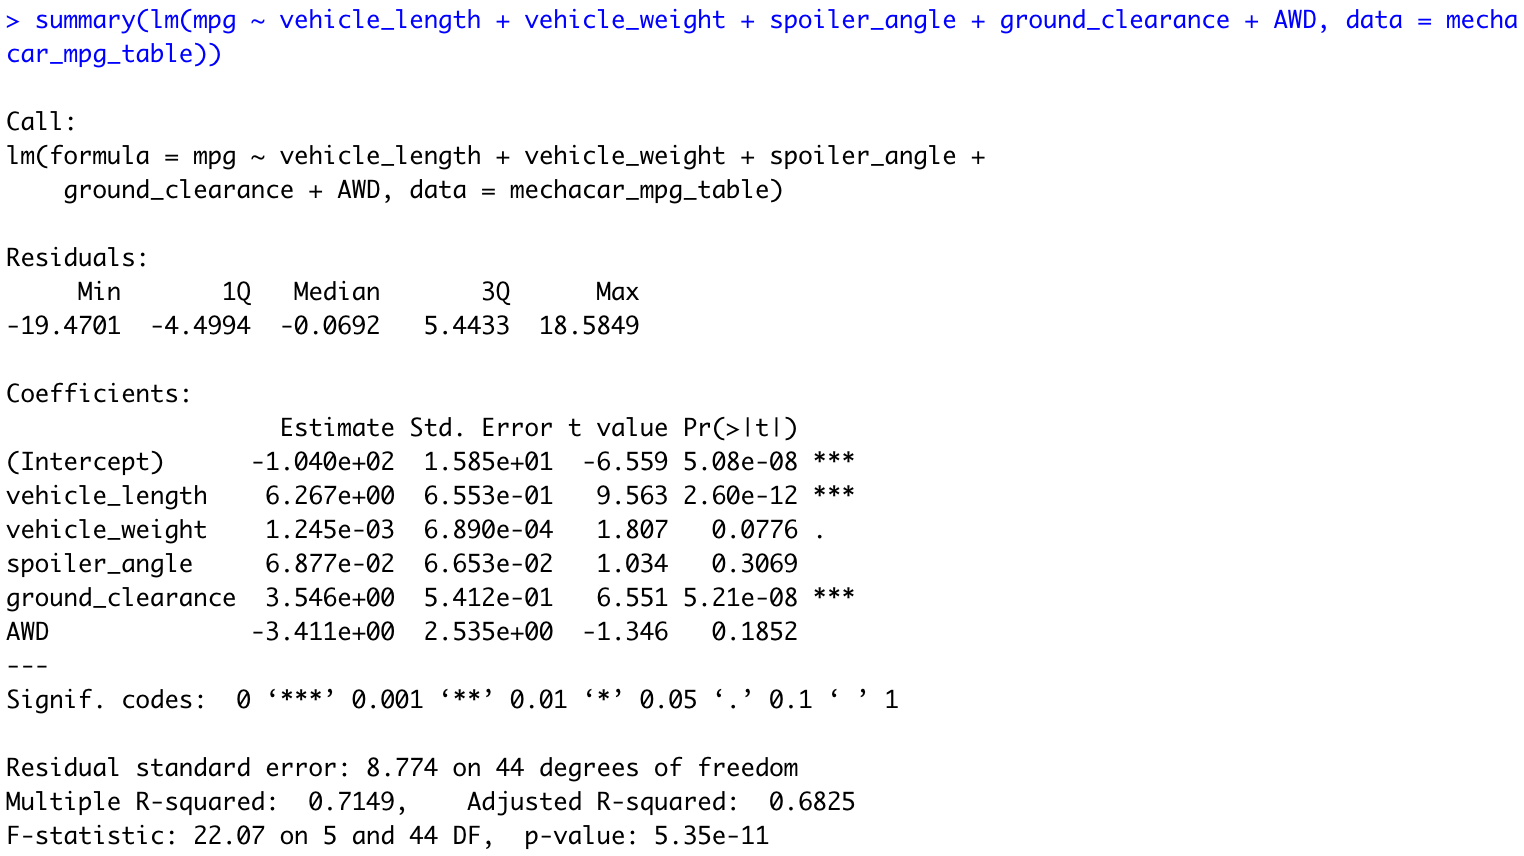 > summary(lm(mpg ~ vehicle_length + vehicle_weight + spoiler_angle + ground_clearance + AWD, data = mecha
car_mpg_table))
Call:
lm(formula = mpg ~ vehicle_length + vehicle_weight + spoiler_angle +
    ground_clearance + AWD, data = mechacar_mpg_table)
Residuals:
     Min       1Q   Median       3Q      Max
-19.4701  -4.4994  -0.0692   5.4433  18.5849
Coefficients:
                   Estimate Std. Error t value Pr(>|t|)
(Intercept)      -1.040e+02  1.585e+01  -6.559 5.08e-08 ***
vehicle_length    6.267e+00  6.553e-01   9.563 2.60e-12 ***
vehicle_weight    1.245e-03  6.890e-04   1.807   0.0776 .
spoiler_angle     6.877e-02  6.653e-02   1.034   0.3069
ground_clearance  3.546e+00  5.412e-01   6.551 5.21e-08 ***
AWD              -3.411e+00  2.535e+00  -1.346   0.1852
---
Signif. codes:  0 ‘***’ 0.001 ‘**’ 0.01 ‘*’ 0.05 ‘.’ 0.1 ‘ ’ 1
Residual standard error: 8.774 on 44 degrees of freedom
Multiple R-squared:  0.7149,    Adjusted R-squared:  0.6825
F-statistic: 22.07 on 5 and 44 DF,  p-value: 5.35e-11